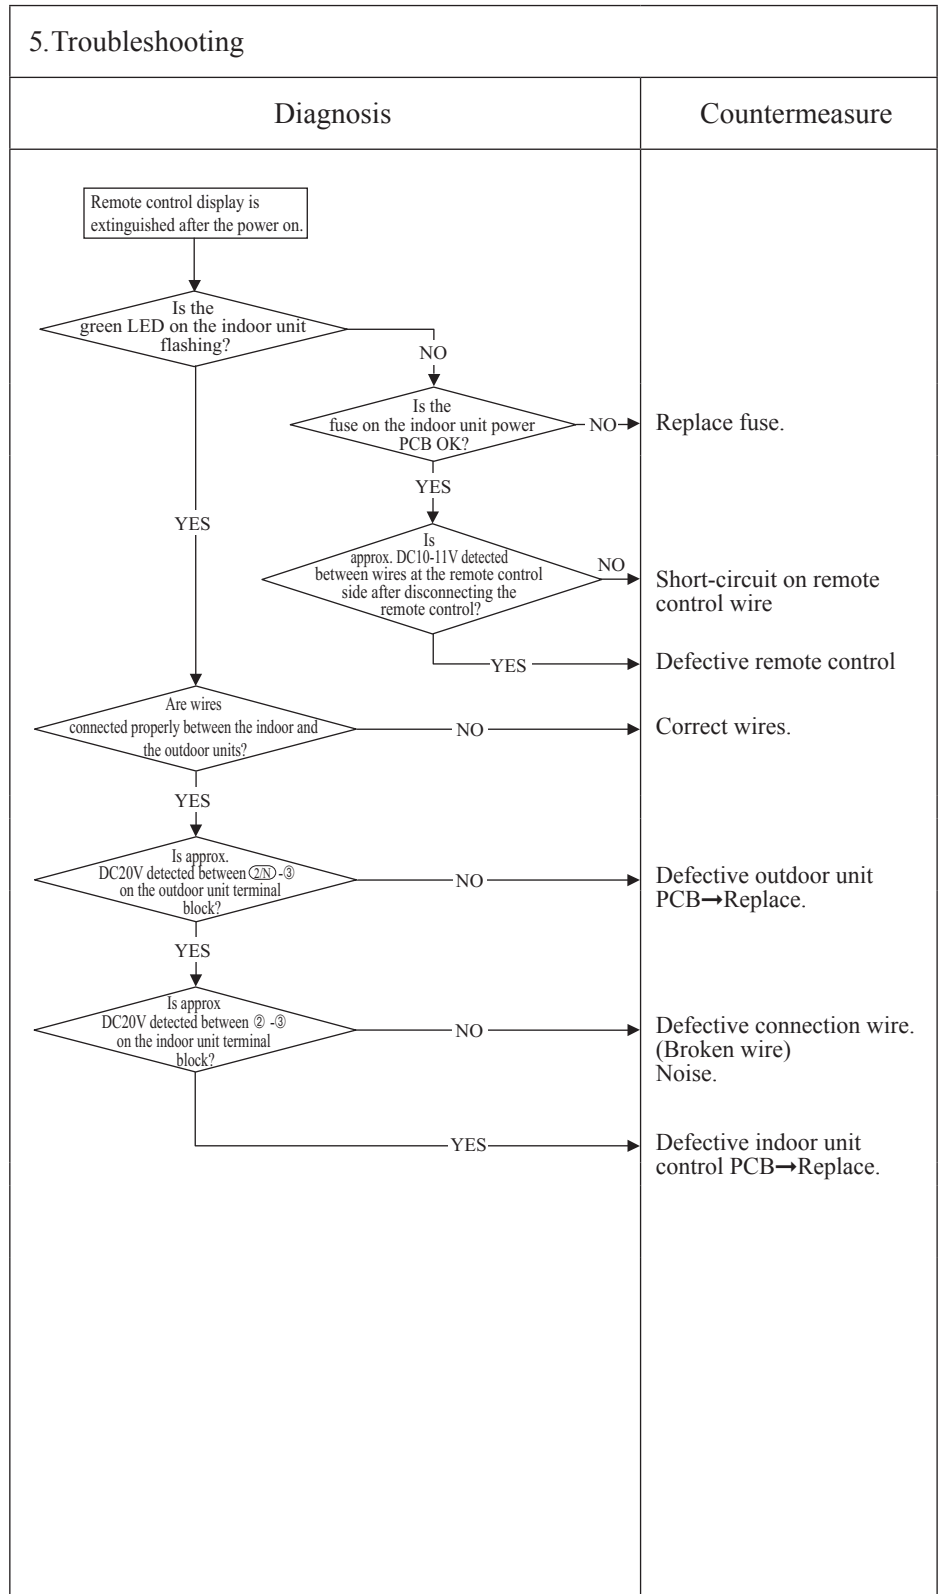 5.Troubleshooting
Diagnosis
Countermeasure
Remote control display is
extinguished after the power on.
Is the
green LED on the indoor unit
flashing?
NO
Is the
fuse on the indoor unit power
PCB OK?
NO
Replace fuse.
YES
YES
Is
approx. DC10-11V detected
between wires at the remote control
side after disconnecting the
remote control?
NO
Short-circuit on remote
control wire
YES
Defective remote control
Are wires
connected properly between the indoor and
the outdoor units?
NO
Correct wires.
YES
Is approx.
DC20V detected between 2/N -③
on the outdoor unit terminal
block?
NO
Defective outdoor unit
PCB→Replace.
YES
Is approx
DC20V detected between ② -③
on the indoor unit terminal
block?
NO
Defective connection wire.
(Broken wire)
Noise.
YES
Defective indoor unit
control PCB→Replace.